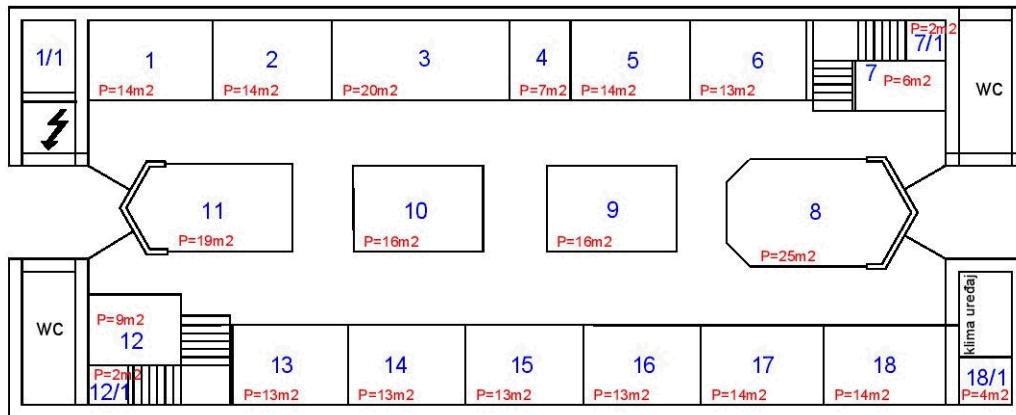 1/1
1
P=14m2
2
P=14m2
3
P=20m2
4
P=7m2
5
P=14m2
6
P=13m2
P=2m2
7/1
7
P=6m2
WC
11
P=19m2
10
P=16m2
9
P=16m2
8
P=25m2
WC
P=9m2
12
P=2m2
12/1
13
P=13m2
14
P=13m2
15
P=13m2
16
P=13m2
17
P=14m2
18
P=14m2
klima uređaj
18/1
P=4m2